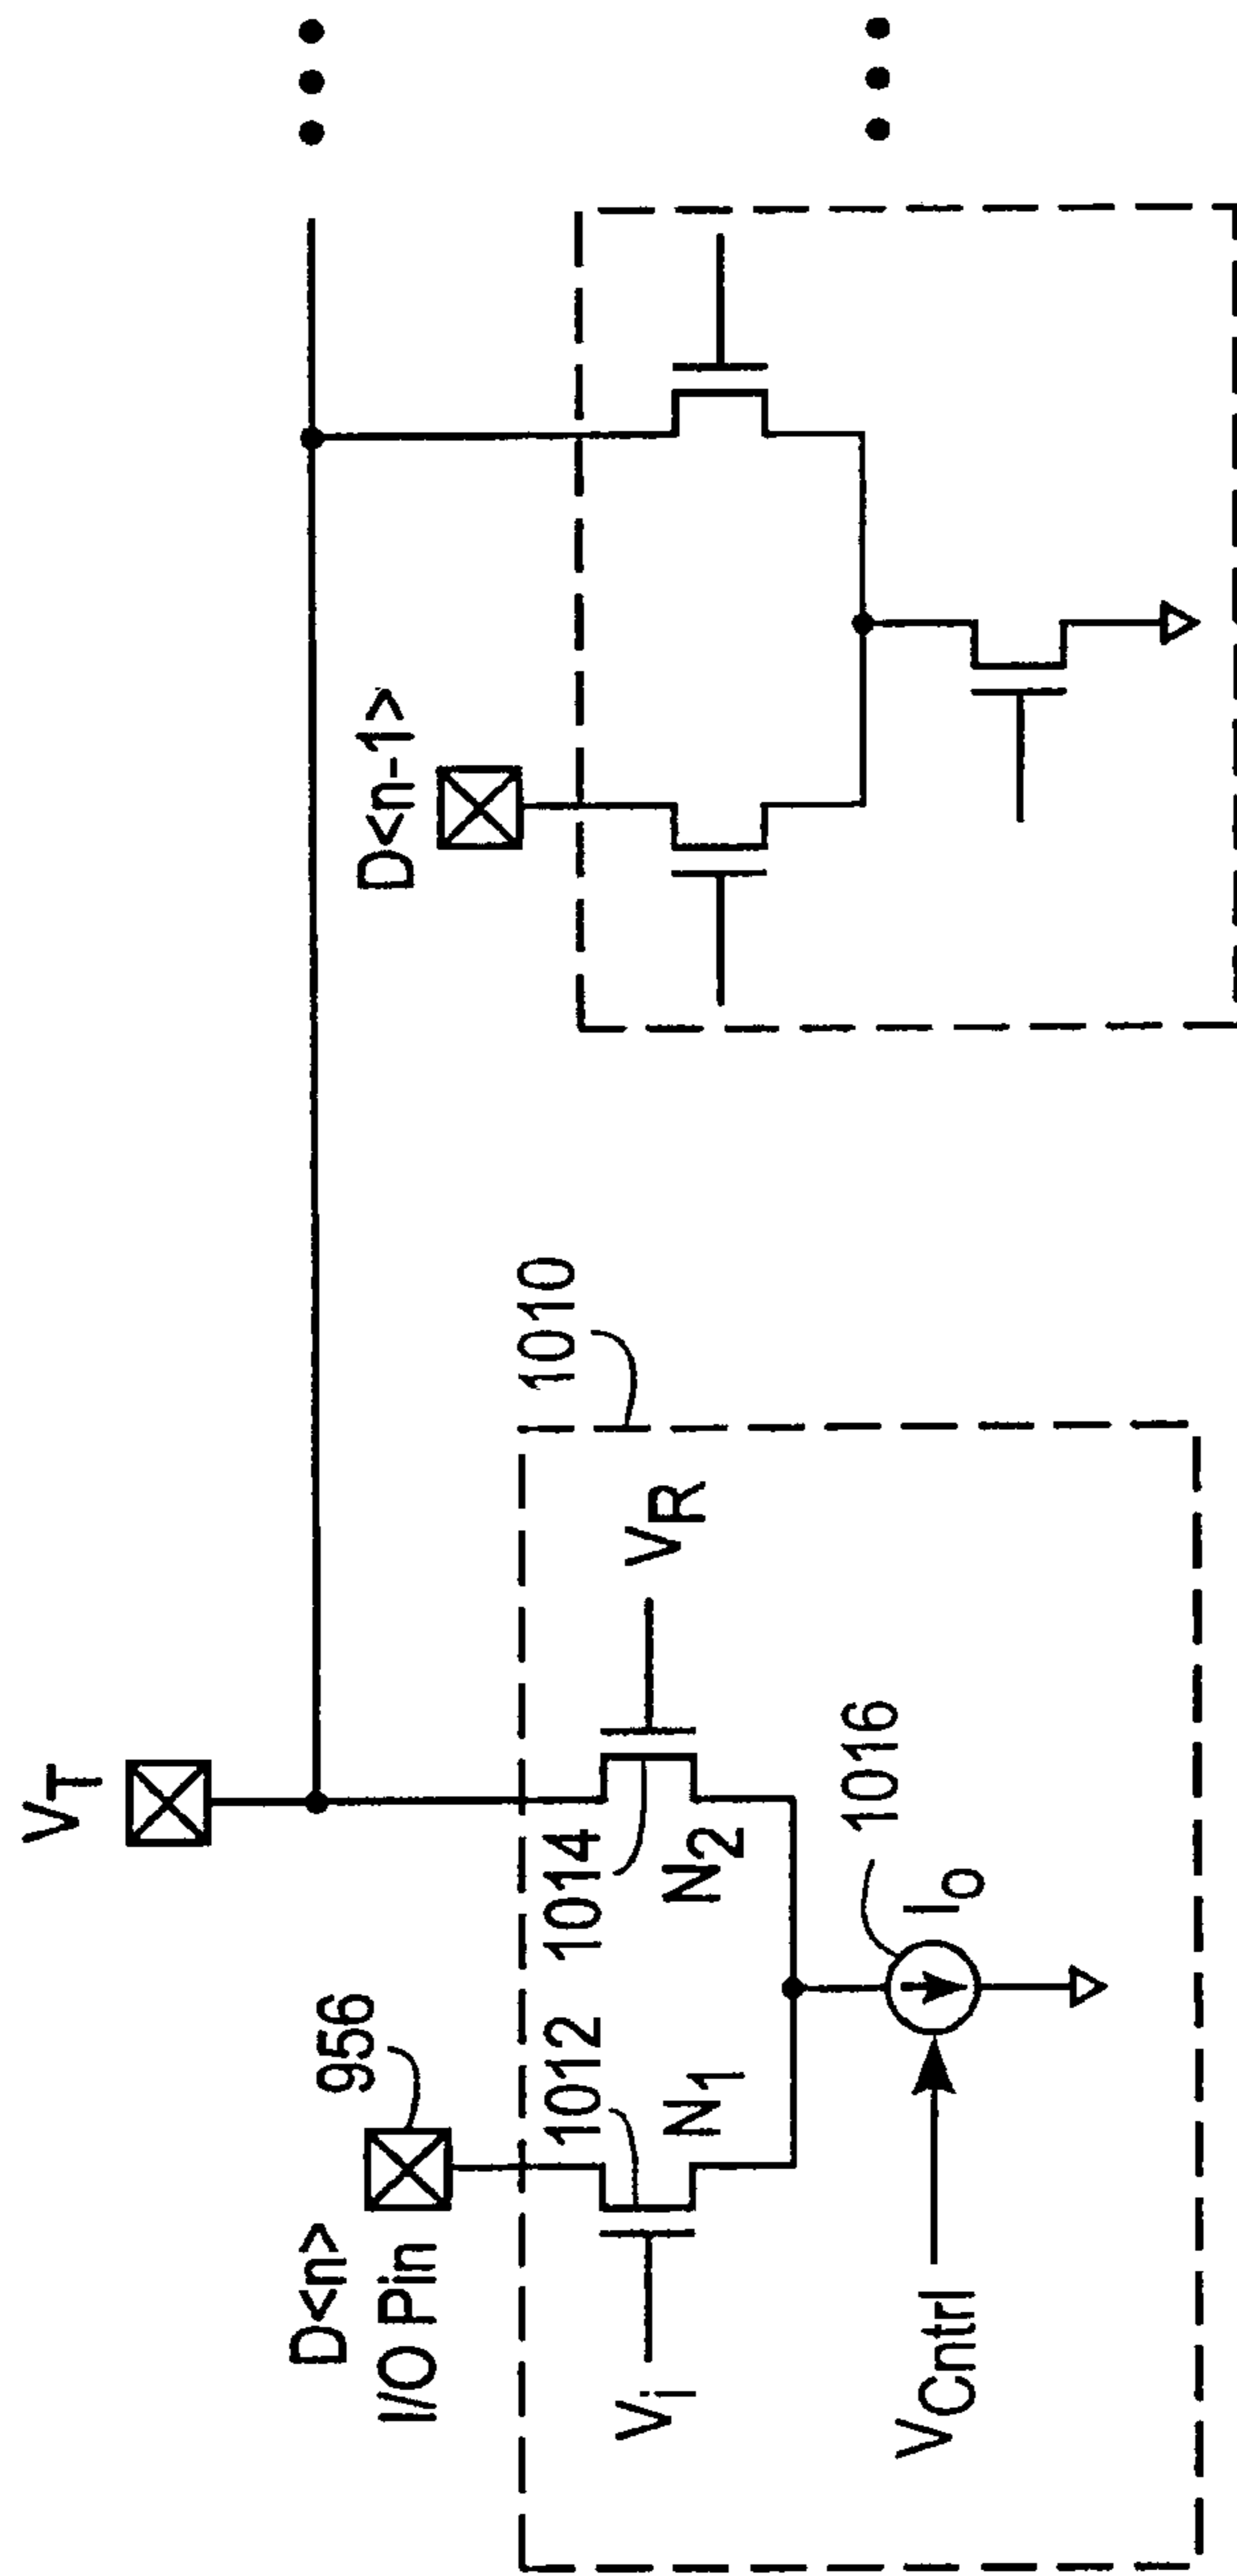 V_T
D<n>
I/O Pin
956
1010
D<n-1>
1012
1014
V_i
N_1
N_2
V_R
1016
V_Cntrl
I_o